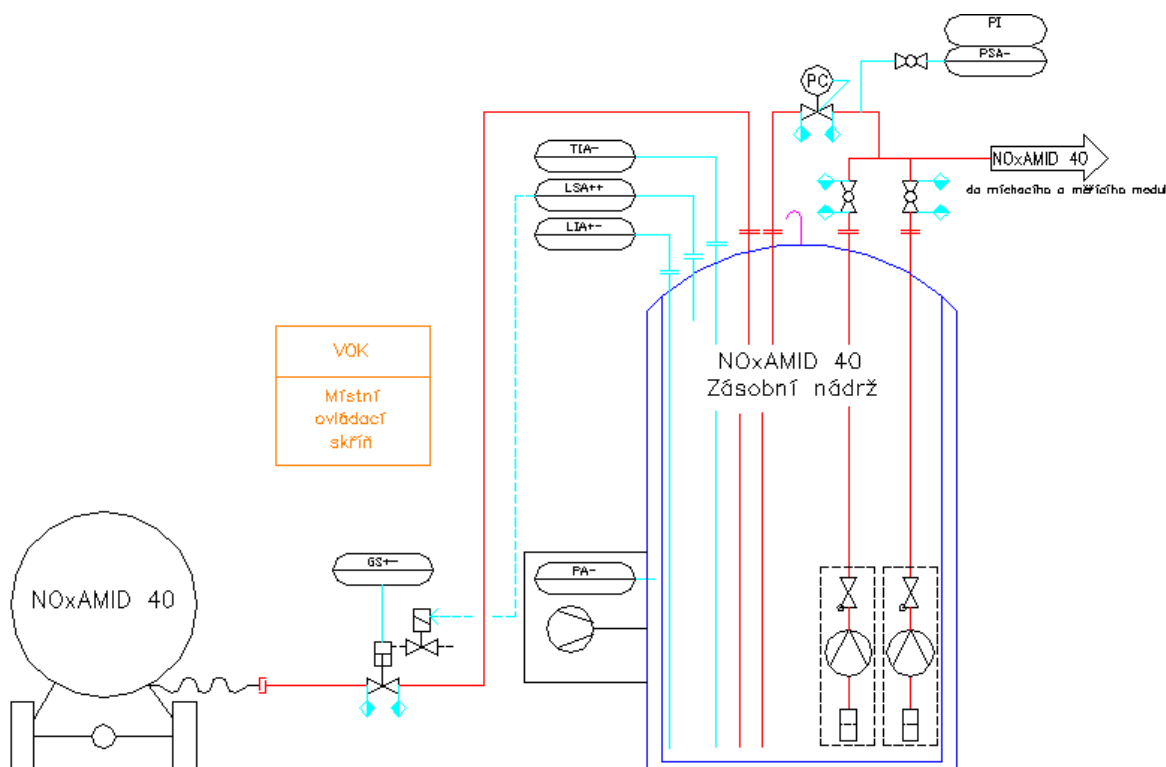 PI
PSA-
PC
NOxAMID 40
do míchacího a měřícího modul
TIA-
LSA++
LIA+-
VOK
Místní
ovládací
skříň
NOxAMID 40
Zásobní nádrž
GS+-
PA-
NOxAMID 40